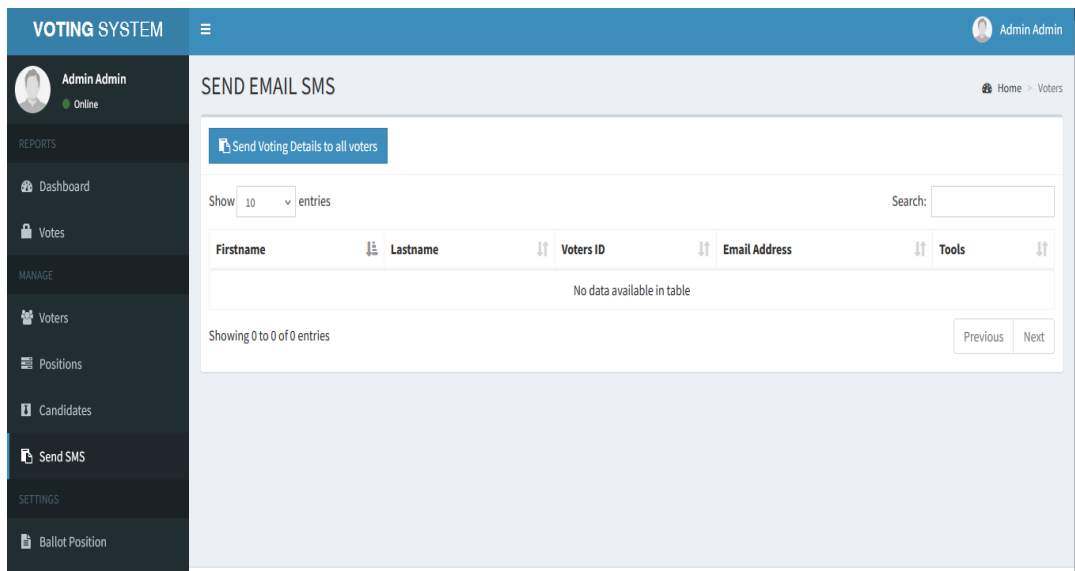 VOTING SYSTEM
Admin Admin
Admin Admin
Online
REPORTS
Dashboard
Votes
MANAGE
Voters
Positions
Candidates
Send SMS
SETTINGS
Ballot Position
SEND EMAIL SMS
Home > Voters
Send Voting Details to all voters
Show 10 entries
Search:
Firstname Lastname Voters ID Email Address Tools
No data available in table
Showing 0 to 0 of 0 entries
Previous Next